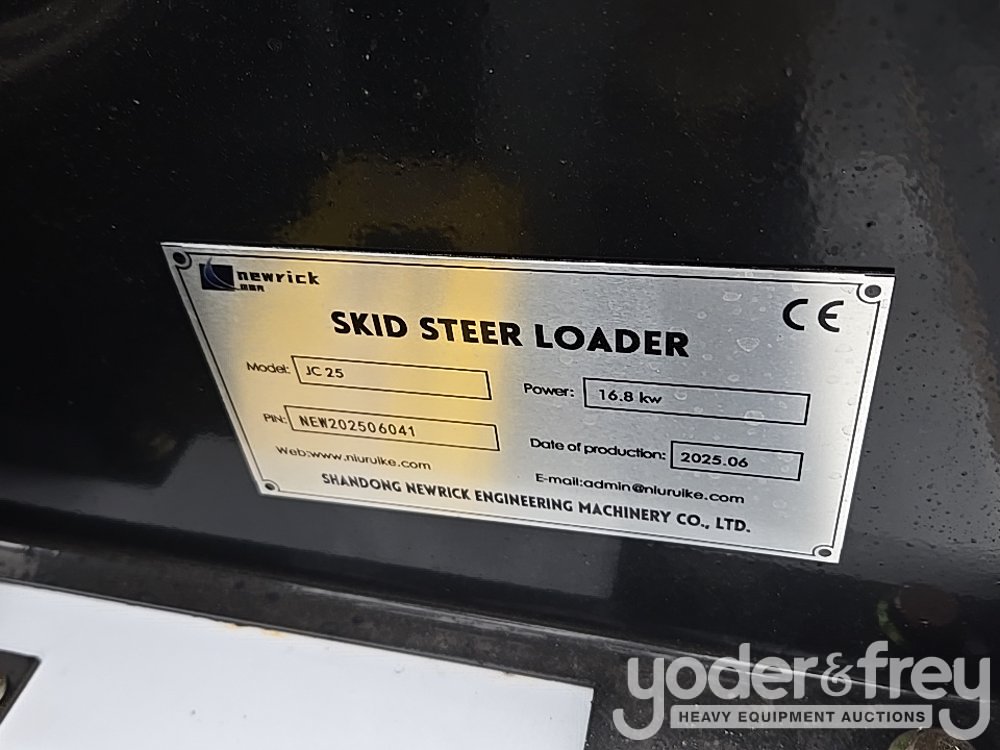 newrick
SKID STEER LOADER
CE
Model: JC 25
Power: 16.8 kw
PIN: NEW202506041
Date of production: 2025.06
Web:www.niuruike.com
E-mail:admin@niuruike.com
SHANDONG NEWRICK ENGINEERING MACHINERY CO., LTD.
yoder&frey
HEAVY EQUIPMENT AUCTIONS